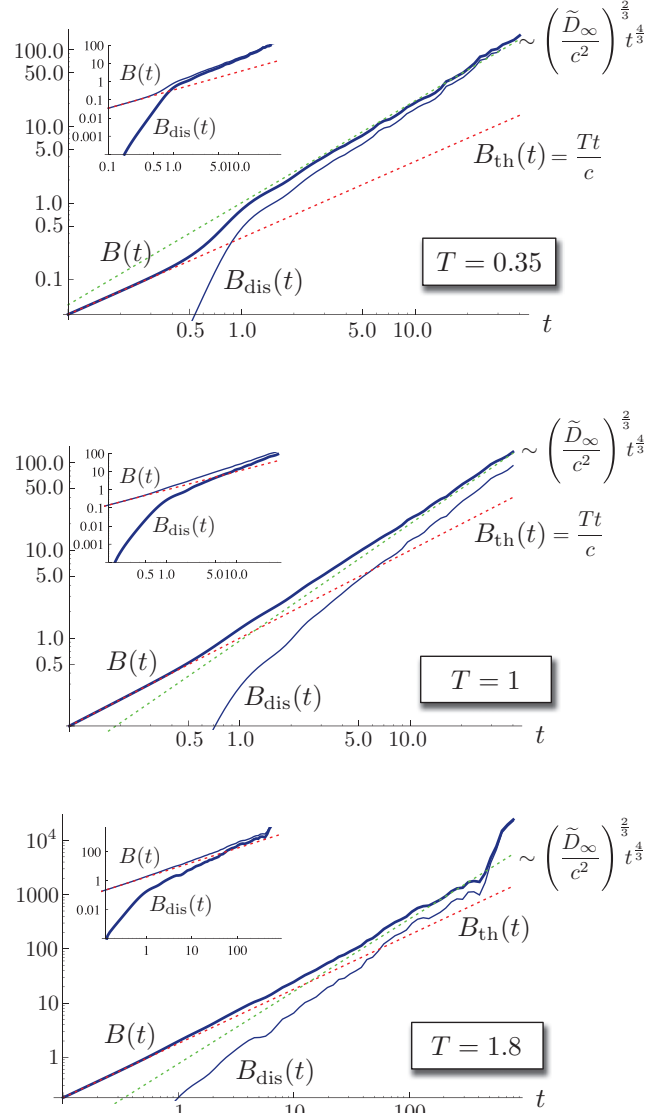 100.0
50.0
10.0
5.0
1.0
0.5
0.1
0.5 1.0 5.0 10.0 t
100
10
1
0.1
0.01
0.001
0.1 0.5 1.0 5.0 10.0
B(t)
B_dis(t)
B(t)
B_dis(t)
∼ (D̃_∞/c²)^{2/3} t^{4/3}
B_th(t) = Tt/c
T = 0.35
100.0
50.0
10.0
5.0
1.0
0.5
0.5 1.0 5.0 10.0 t
100
10
1
0.1
0.01
0.001
0.5 1.0 5.0 10.0
B(t)
B_dis(t)
B(t)
B_dis(t)
∼ (D̃_∞/c²)^{2/3} t^{4/3}
B_th(t) = Tt/c
T = 1
10⁴
1000
100
10
1
1 10 100 t
100
1
0.01
1 10 100
B(t)
B_dis(t)
B(t)
B_dis(t)
∼ (D̃_∞/c²)^{2/3} t^{4/3}
B_th(t)
T = 1.8